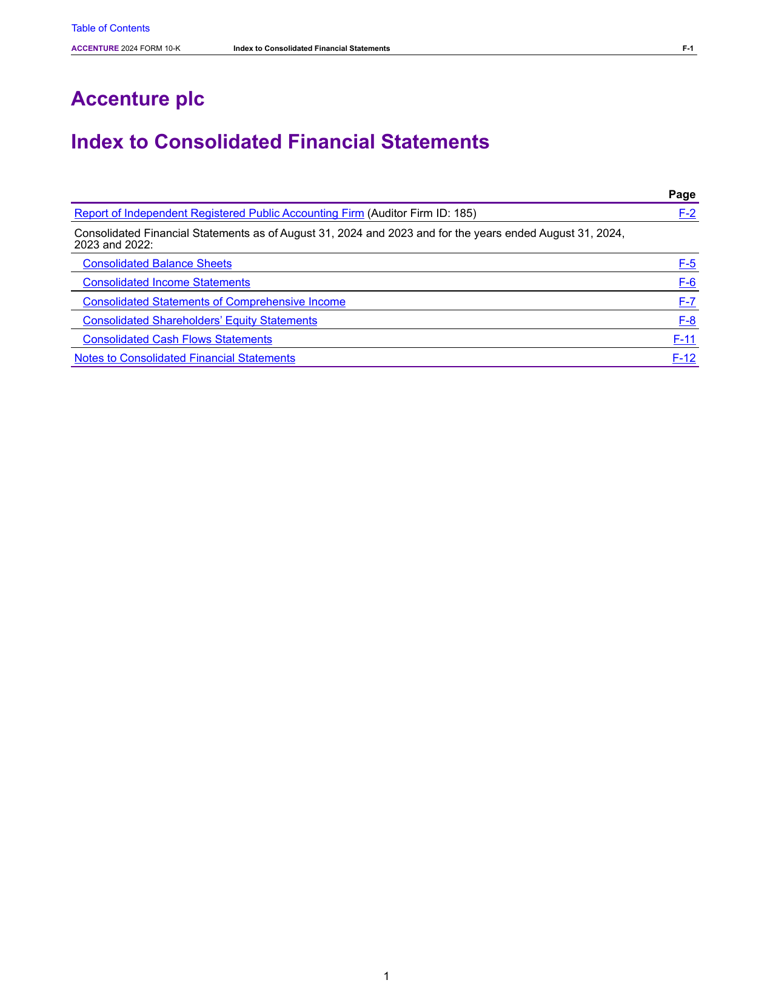 Table of Contents
ACCENTURE 2024 FORM 10-K Index to Consolidated Financial Statements F-1
Accenture plc
Index to Consolidated Financial Statements
Page
Report of Independent Registered Public Accounting Firm (Auditor Firm ID: 185) F-2
Consolidated Financial Statements as of August 31, 2024 and 2023 and for the years ended August 31, 2024,
2023 and 2022:
Consolidated Balance Sheets F-5
Consolidated Income Statements F-6
Consolidated Statements of Comprehensive Income F-7
Consolidated Shareholders’ Equity Statements F-8
Consolidated Cash Flows Statements F-11
Notes to Consolidated Financial Statements F-12
1